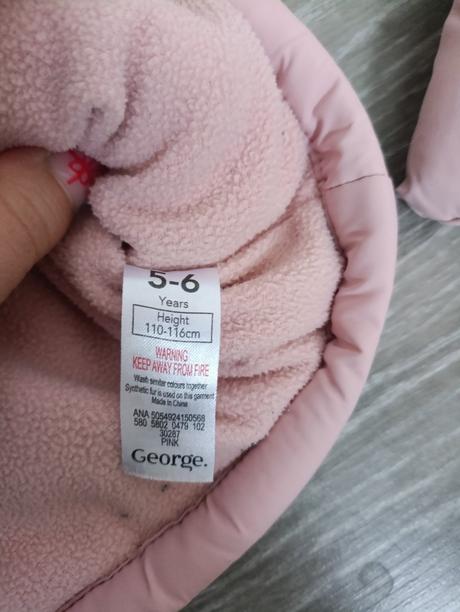 5-6
Years
Height
110-116cm
WARNING
KEEP AWAY FROM FIRE
Wash similar colours together
Synthetic fur is used on this garment
Made in China
ANA 5054924150568
580 5802 0479 102
30287
PINK
George.